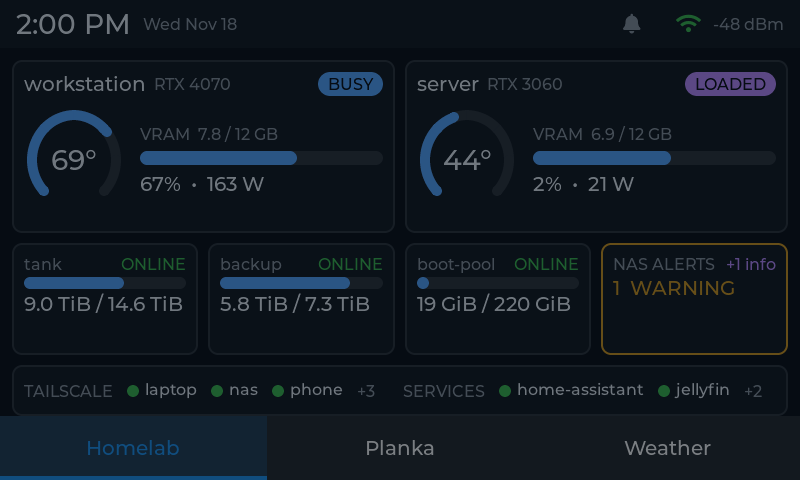 2:00 PM Wed Nov 18 -48 dBm
workstation RTX 4070 BUSY
69°
VRAM 7.8 / 12 GB
67% • 163 W
server RTX 3060 LOADED
44°
VRAM 6.9 / 12 GB
2% • 21 W
tank ONLINE
9.0 TiB / 14.6 TiB
backup ONLINE
5.8 TiB / 7.3 TiB
boot-pool ONLINE
19 GiB / 220 GiB
NAS ALERTS +1 info
1 WARNING
TAILSCALE laptop nas phone +3 SERVICES home-assistant jellyfin +2
Homelab Planka Weather